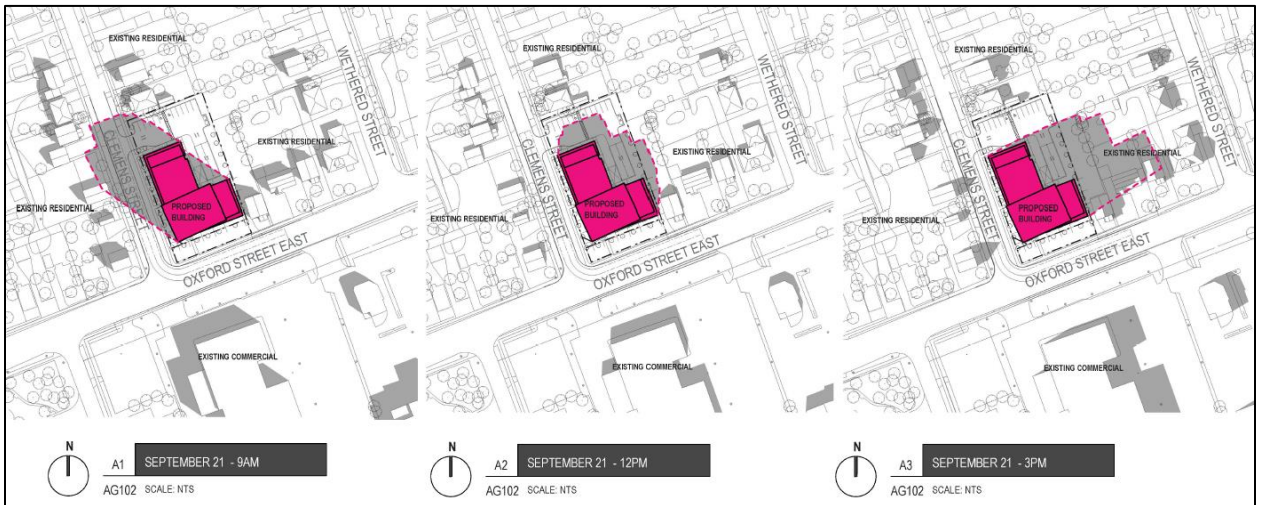 EXISTING RESIDENTIAL
WETHERED STREET
CLEMENS STREET
EXISTING RESIDENTIAL
EXISTING RESIDENTIAL
PROPOSED
BUILDING
OXFORD STREET EAST
EXISTING COMMERCIAL
N
A1 SEPTEMBER 21 - 9AM
AG102 SCALE: NTS
EXISTING RESIDENTIAL
WETHERED STREET
CLEMENS STREET
EXISTING RESIDENTIAL
EXISTING RESIDENTIAL
PROPOSED
BUILDING
OXFORD STREET EAST
EXISTING COMMERCIAL
N
A2 SEPTEMBER 21 - 12PM
AG102 SCALE: NTS
EXISTING RESIDENTIAL
WETHERED STREET
CLEMENS STREET
EXISTING RESIDENTIAL
EXISTING RESIDENTIAL
PROPOSED
BUILDING
OXFORD STREET EAST
EXISTING COMMERCIAL
N
A3 SEPTEMBER 21 - 3PM
AG102 SCALE: NTS